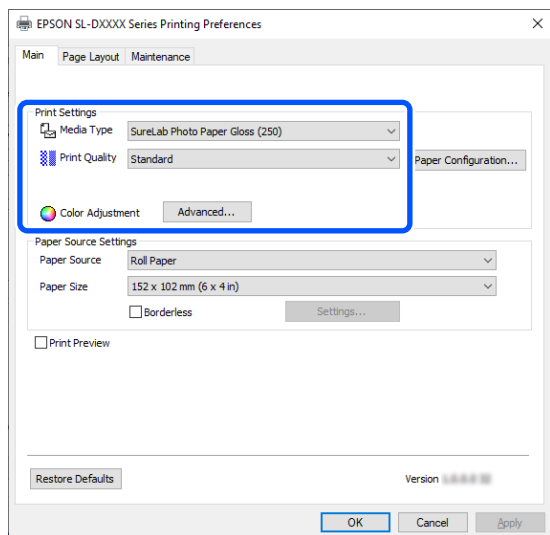 EPSON SL-DXXXX Series Printing Preferences
Main Page Layout Maintenance
Print Settings
Media Type SureLab Photo Paper Gloss (250)
Print Quality Standard Paper Configuration...
Color Adjustment Advanced...
Paper Source Settings
Paper Source Roll Paper
Paper Size 152 x 102 mm (6 x 4 in)
Borderless Settings...
Print Preview
Restore Defaults Version
OK Cancel Apply